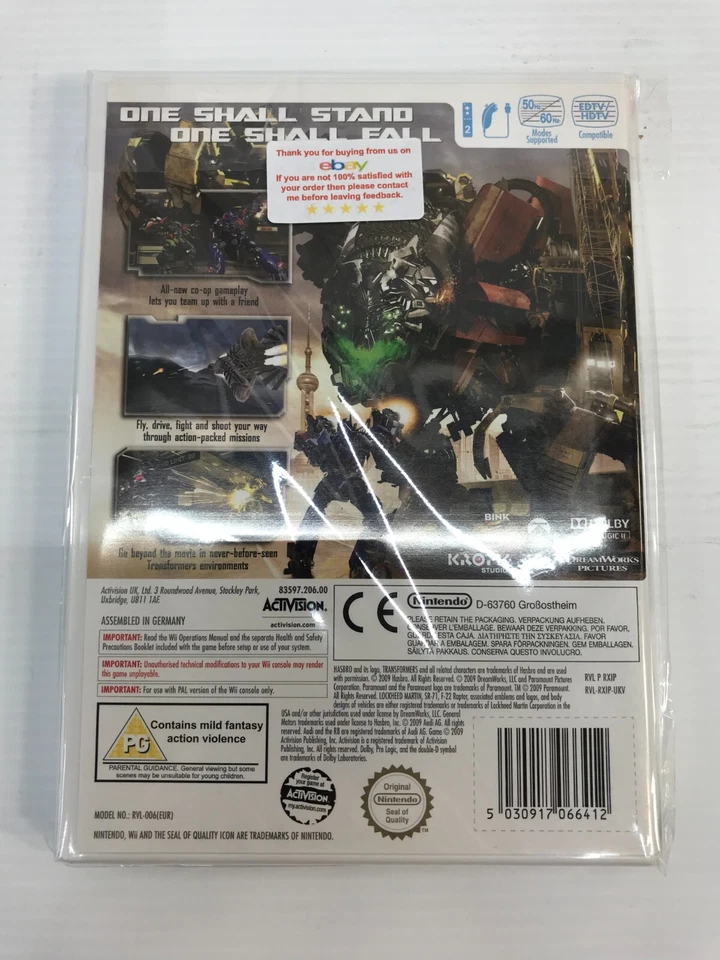 ONE SHALL STAND
ONE SHALL FALL
2
50Hz
60Hz
Modes
Supported
EDTV/
HDTV
Compatible
Thank you for buying from us on
ebay
If you are not 100% satisfied with
your order then please contact
me before leaving feedback.
All-new co-op gameplay
lets you team up with a friend
Fly, drive, fight and shoot your way
through action-packed missions
Go beyond the movie in never-before-seen
Transformers environments
BINK
DOLBY
LOGIC II
STUDIOS
DREAMWORKS
PICTURES
Activision UK, Ltd. 3 Roundwood Avenue, Stockley Park,
Uxbridge, UB11 1AF.
83597.206.00
ACTIVISION.
activision.com
ASSEMBLED IN GERMANY
IMPORTANT: Read the Wii Operations Manual and the separate Health and Safety
Precautions Booklet included with the game before setup or use of your system.
IMPORTANT: Unauthorised technical modifications to your Wii console may render
this game unplayable.
IMPORTANT: For use with PAL version of the Wii console only.
CE
Nintendo D-63760 Großostheim
PLEASE RETAIN THE PACKAGING. VERPACKUNG AUFHEBEN.
CONSERVER L'EMBALLAGE. BEWAAR DEZE VERPAKKING. POR FAVOR,
GUARDE ESTA CAJA. ΔΙΑΤΗΡΗΣΤΕ ΤΗΝ ΣΥΣΚΕΥΑΣΙΑ. FAVOR
GUARDAR A EMBALAGEM. SPARA FÖRPACKNINGEN. GEM EMBALLAGEN.
SÄILYTÄ PAKKAUS. CONSERVA QUESTO INVOLUCRO.
HASBRO and its logo, TRANSFORMERS and all related characters are trademarks of Hasbro and are used
with permission. © 2009 Hasbro. All Rights Reserved. © 2009 DreamWorks, LLC and Paramount Pictures
Corporation. Paramount and the Paramount logo are trademarks of Paramount. TM © 2009 Paramount.
All Rights Reserved. LOCKHEED MARTIN, SR-71, F-22 Raptor, associated emblems and logos, and body
designs of vehicles are either registered trademarks or trademarks of Lockheed Martin Corporation in the
USA and/or other jurisdictions used under license by DreamWorks, LLC. General
Motors trademarks used under license to Hasbro, Inc. © 2009 Audi AG. All Rights
Reserved. Audi and the R8 are registered trademarks of Audi AG. Game © 2009
Activision Publishing, Inc. Activision is a registered trademark of Activision
Publishing, Inc. All rights reserved. Dolby, Pro Logic, and the double-D symbol
are trademarks of Dolby Laboratories.
RVL P RXIP
RVL-RXIP-UKV
PG
Contains mild fantasy
action violence
PARENTAL GUIDANCE. General viewing but some
scenes may be unsuitable for young children.
Register your
game at
ACTIVISION
my.activision.com
Original
Nintendo
Seal of
Quality
TM
5 030917 066412
MODEL NO.: RVL-006(EUR)
NINTENDO, Wii AND THE SEAL OF QUALITY ICON ARE TRADEMARKS OF NINTENDO.